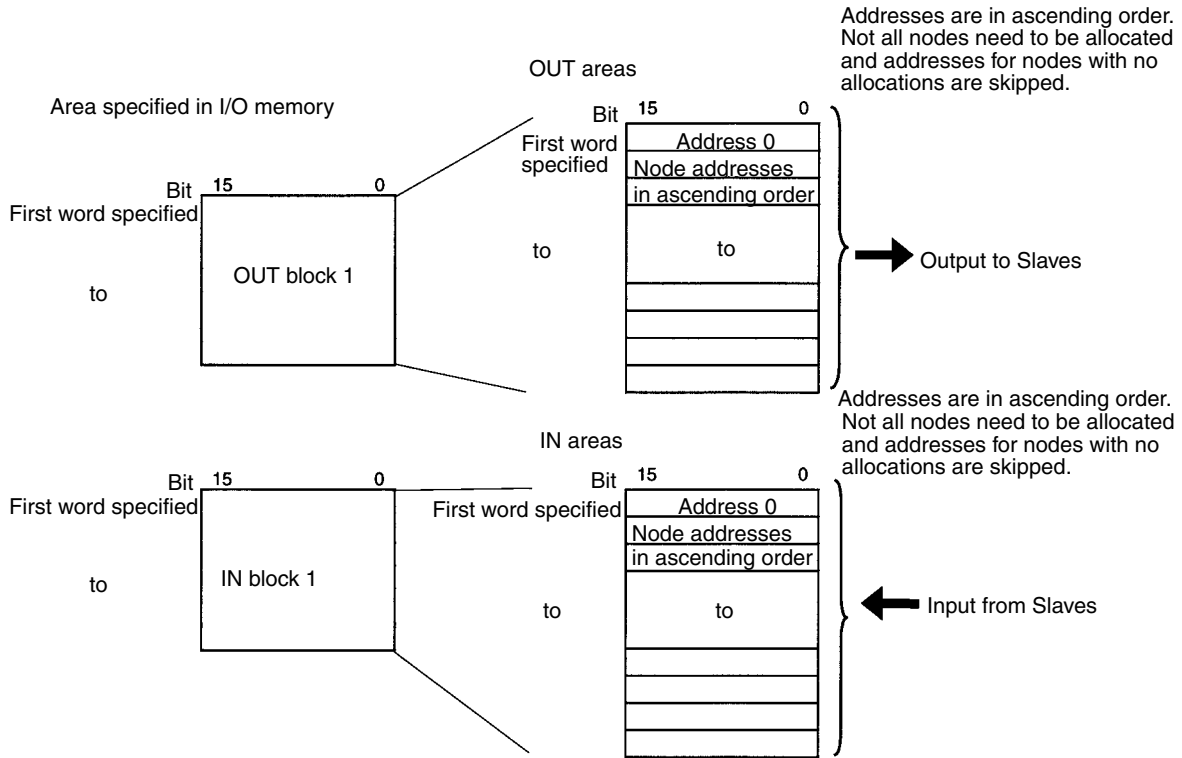 Addresses are in ascending order.
Not all nodes need to be allocated
and addresses for nodes with no
allocations are skipped.
OUT areas
Area specified in I/O memory
Bit 15 0
First word specified
OUT block 1
to
Bit 15 0
First word
specified
Address 0
Node addresses
in ascending order
to
to
Output to Slaves
Addresses are in ascending order.
Not all nodes need to be allocated
and addresses for nodes with no
allocations are skipped.
IN areas
Bit 15 0
First word specified
IN block 1
to
Bit 15 0
First word specified
Address 0
Node addresses
in ascending order
to
to
Input from Slaves